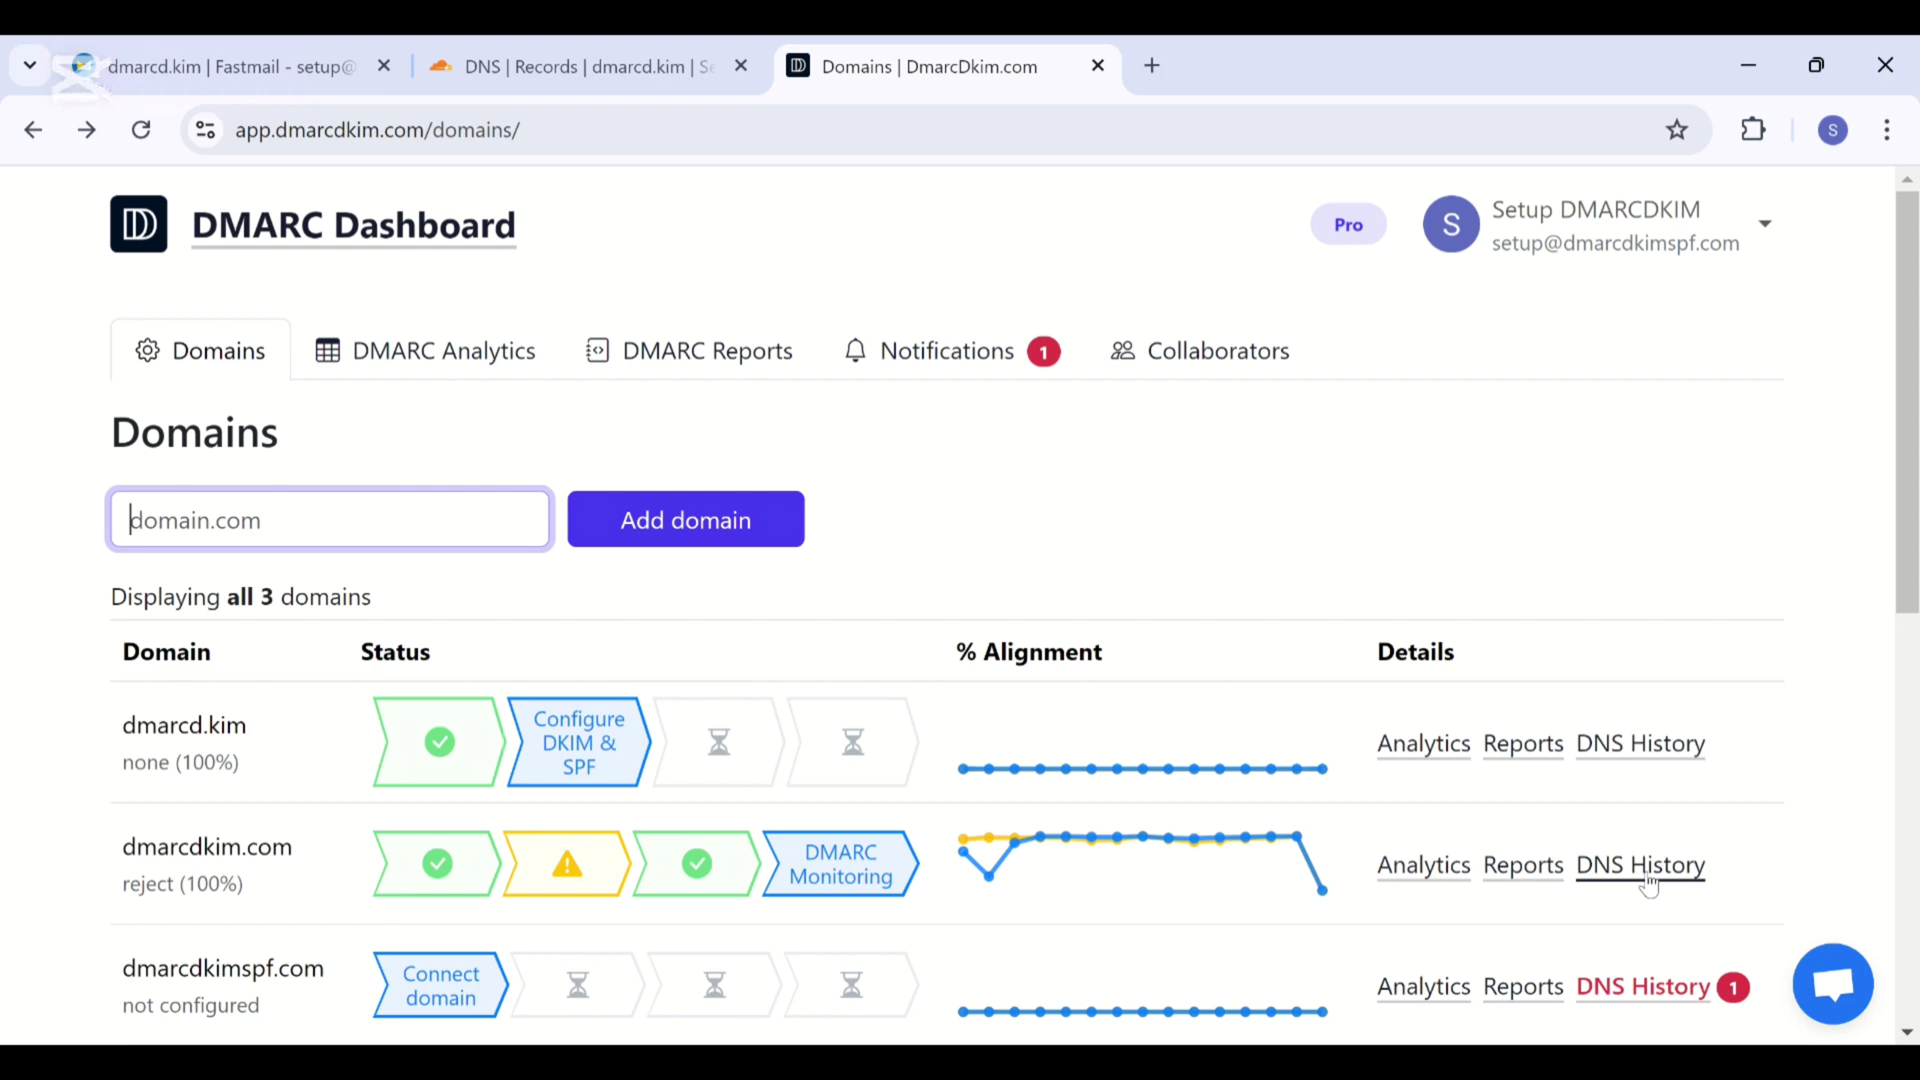 dmarcd.kim | Fastmail - setup@
DNS | Records | dmarcd.kim | Se
Domains | DmarcDkim.com
app.dmarcdkim.com/domains/
S
DMARC Dashboard
Pro
S
Setup DMARCDKIM
setup@dmarcdkimspf.com
Domains
DMARC Analytics
DMARC Reports
Notifications 1
Collaborators
Domains
domain.com
Add domain
Displaying all 3 domains
Domain Status % Alignment Details
dmarcd.kim
none (100%)
Configure
DKIM &
SPF
Analytics Reports DNS History
dmarcdkim.com
reject (100%)
DMARC
Monitoring
Analytics Reports DNS History
dmarcdkimspf.com
not configured
Connect
domain
Analytics Reports DNS History 1